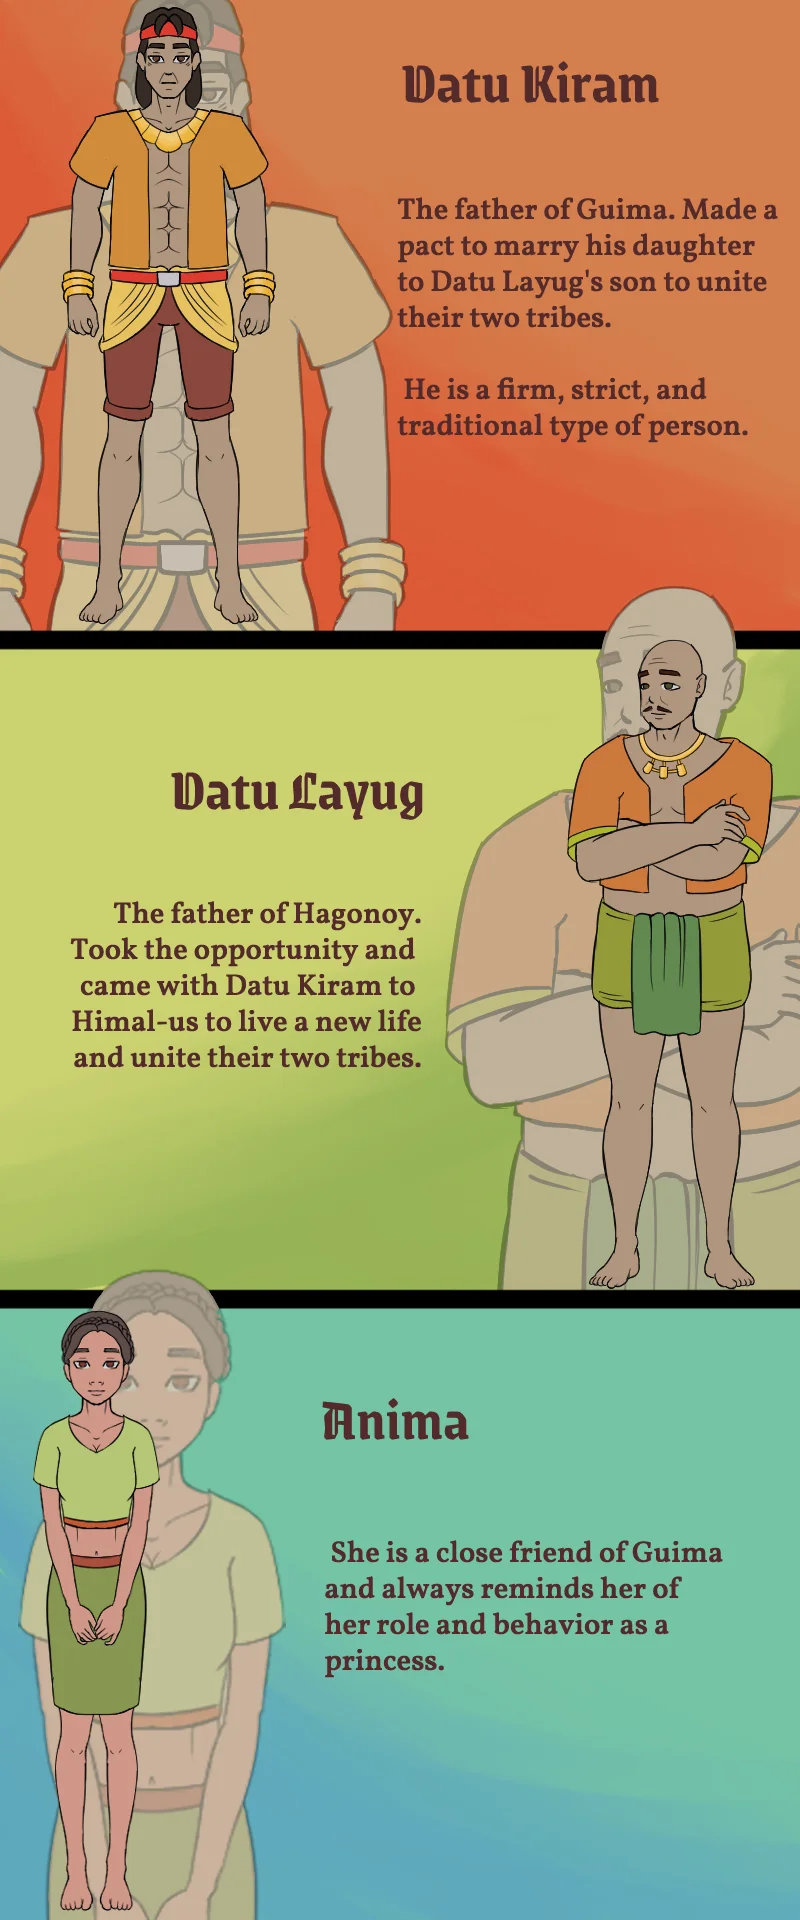 Datu Kiram
The father of Guima. Made a
pact to marry his daughter
to Datu Layug's son to unite
their two tribes.
He is a firm, strict, and
traditional type of person.
Datu Layug
The father of Hagonoy.
Took the opportunity and
came with Datu Kiram to
Himal-us to live a new life
and unite their two tribes.
Anima
She is a close friend of Guima
and always reminds her of
her role and behavior as a
princess.